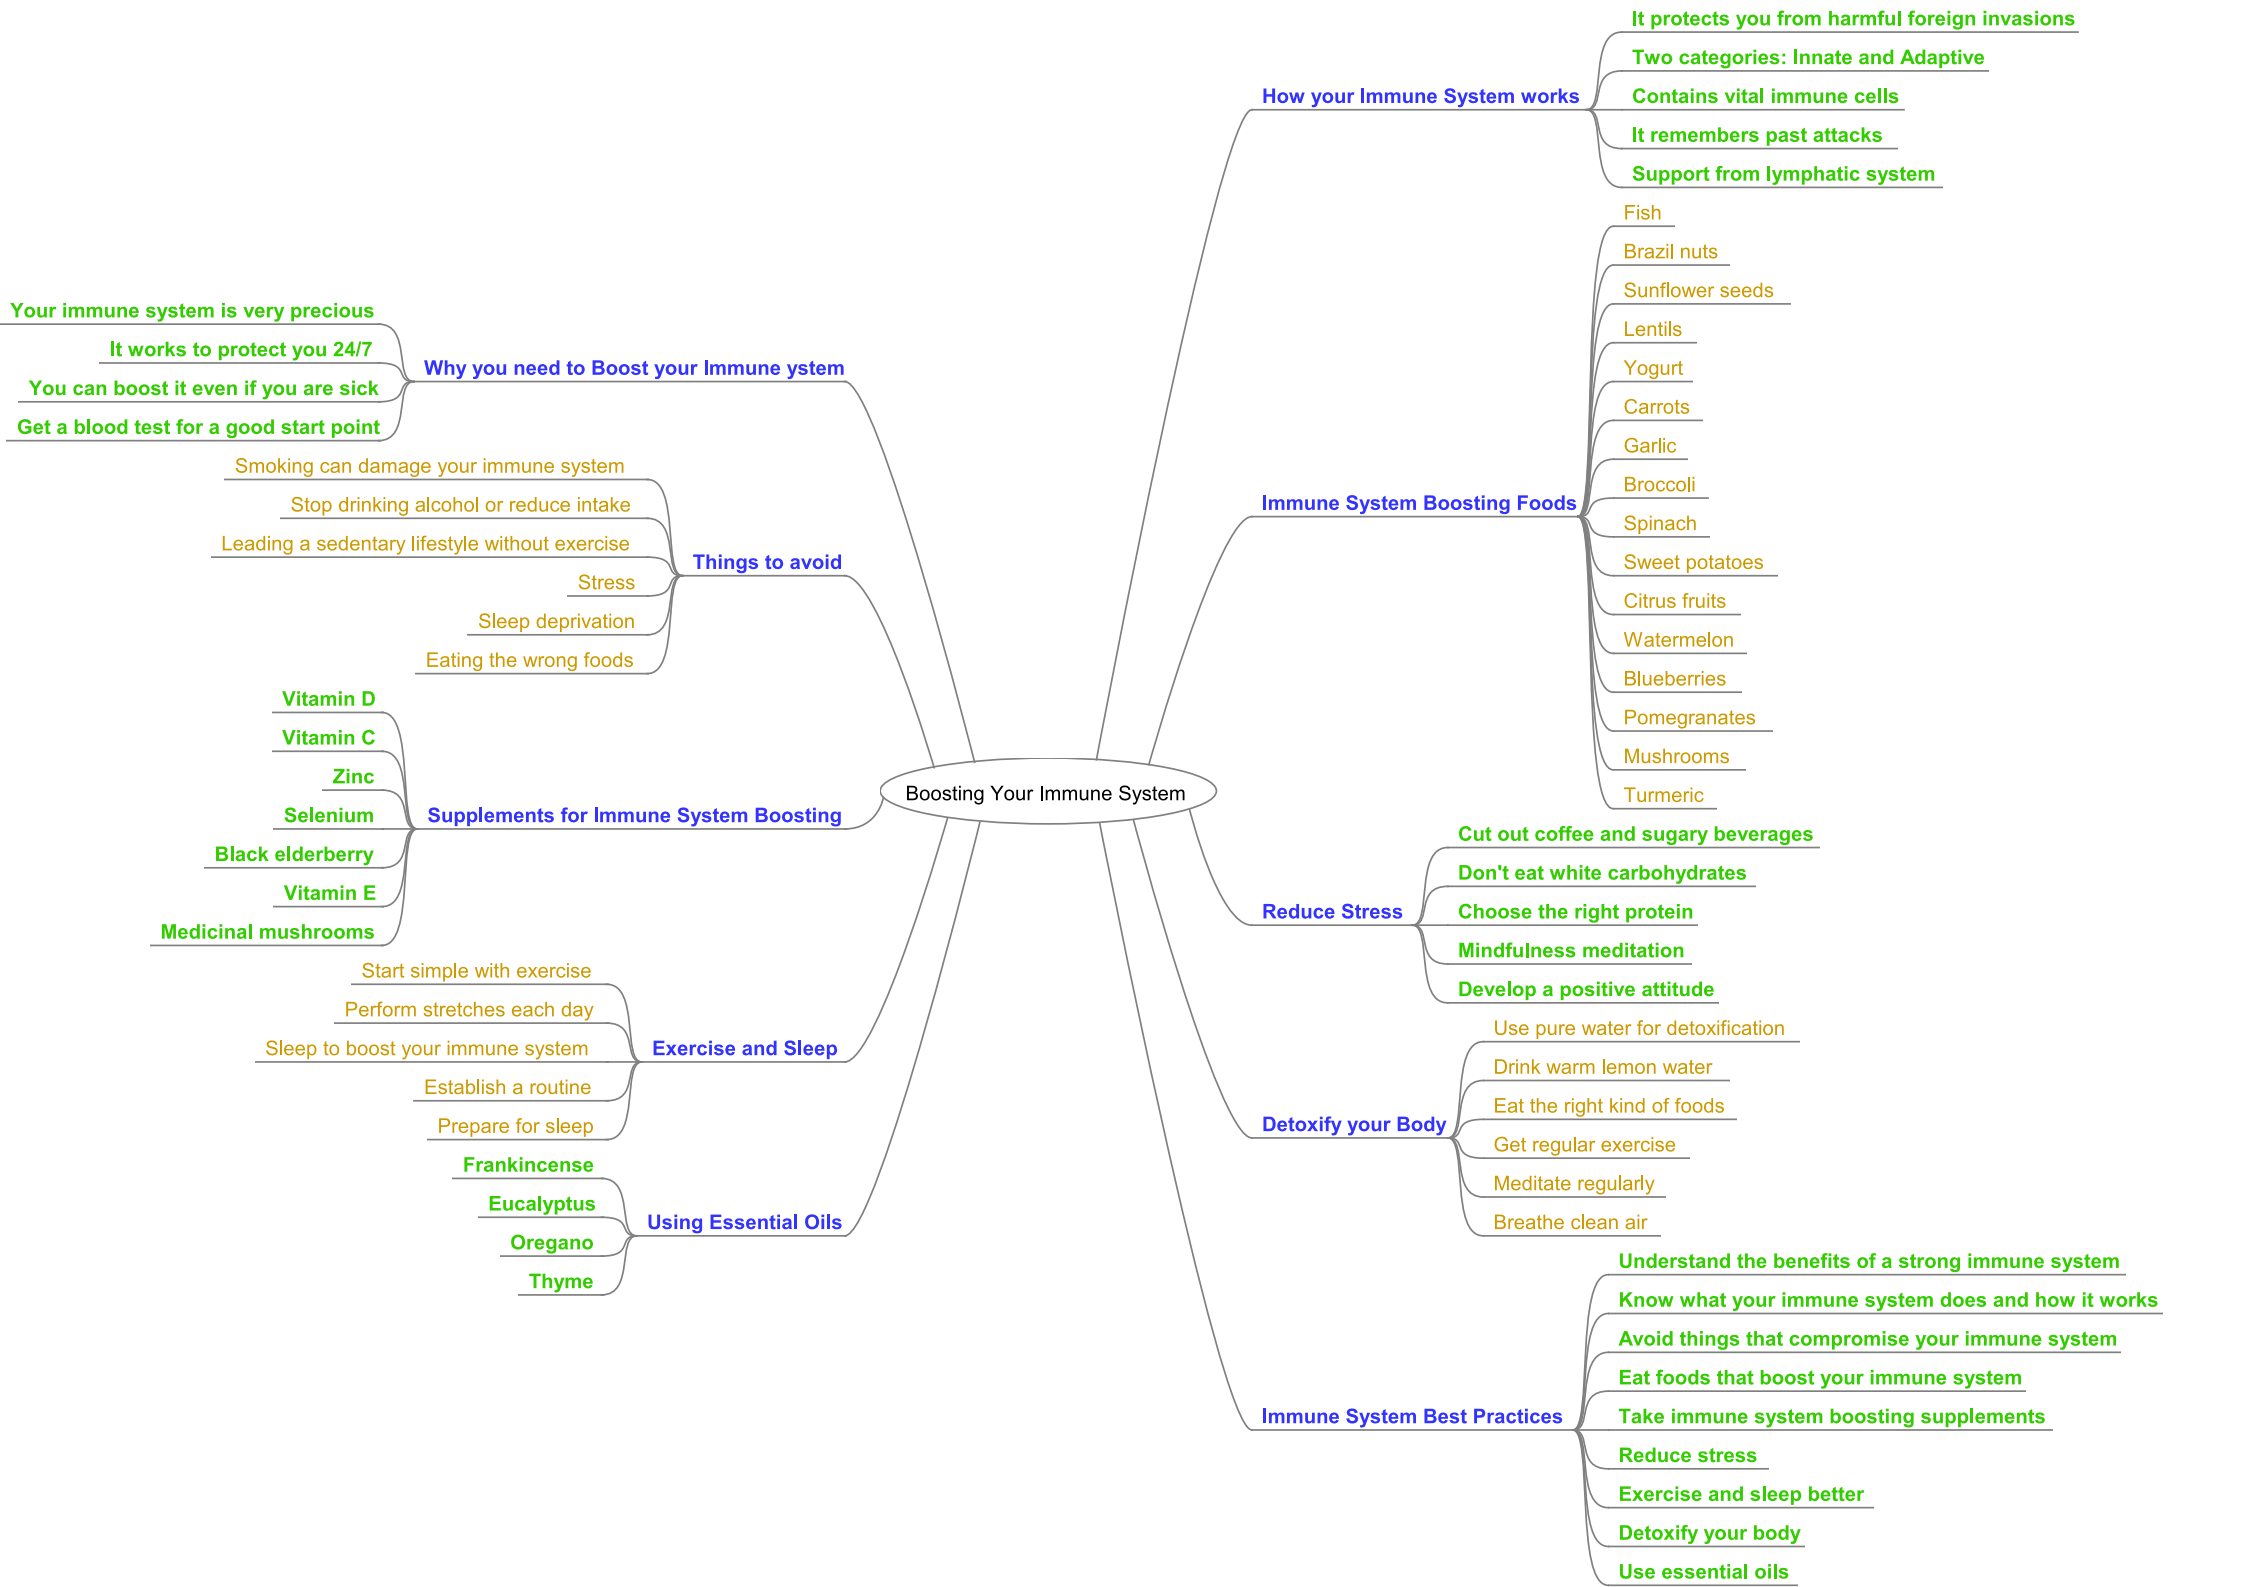 Boosting Your Immune System
How your Immune System works
It protects you from harmful foreign invasions
Two categories: Innate and Adaptive
Contains vital immune cells
It remembers past attacks
Support from lymphatic system
Immune System Boosting Foods
Fish
Brazil nuts
Sunflower seeds
Lentils
Yogurt
Carrots
Garlic
Broccoli
Spinach
Sweet potatoes
Citrus fruits
Watermelon
Blueberries
Pomegranates
Mushrooms
Turmeric
Reduce Stress
Cut out coffee and sugary beverages
Don't eat white carbohydrates
Choose the right protein
Mindfulness meditation
Develop a positive attitude
Detoxify your Body
Use pure water for detoxification
Drink warm lemon water
Eat the right kind of foods
Get regular exercise
Meditate regularly
Breathe clean air
Immune System Best Practices
Understand the benefits of a strong immune system
Know what your immune system does and how it works
Avoid things that compromise your immune system
Eat foods that boost your immune system
Take immune system boosting supplements
Reduce stress
Exercise and sleep better
Detoxify your body
Use essential oils
Why you need to Boost your Immune ystem
Your immune system is very precious
It works to protect you 24/7
You can boost it even if you are sick
Get a blood test for a good start point
Things to avoid
Smoking can damage your immune system
Stop drinking alcohol or reduce intake
Leading a sedentary lifestyle without exercise
Stress
Sleep deprivation
Eating the wrong foods
Supplements for Immune System Boosting
Vitamin D
Vitamin C
Zinc
Selenium
Black elderberry
Vitamin E
Medicinal mushrooms
Exercise and Sleep
Start simple with exercise
Perform stretches each day
Sleep to boost your immune system
Establish a routine
Prepare for sleep
Using Essential Oils
Frankincense
Eucalyptus
Oregano
Thyme